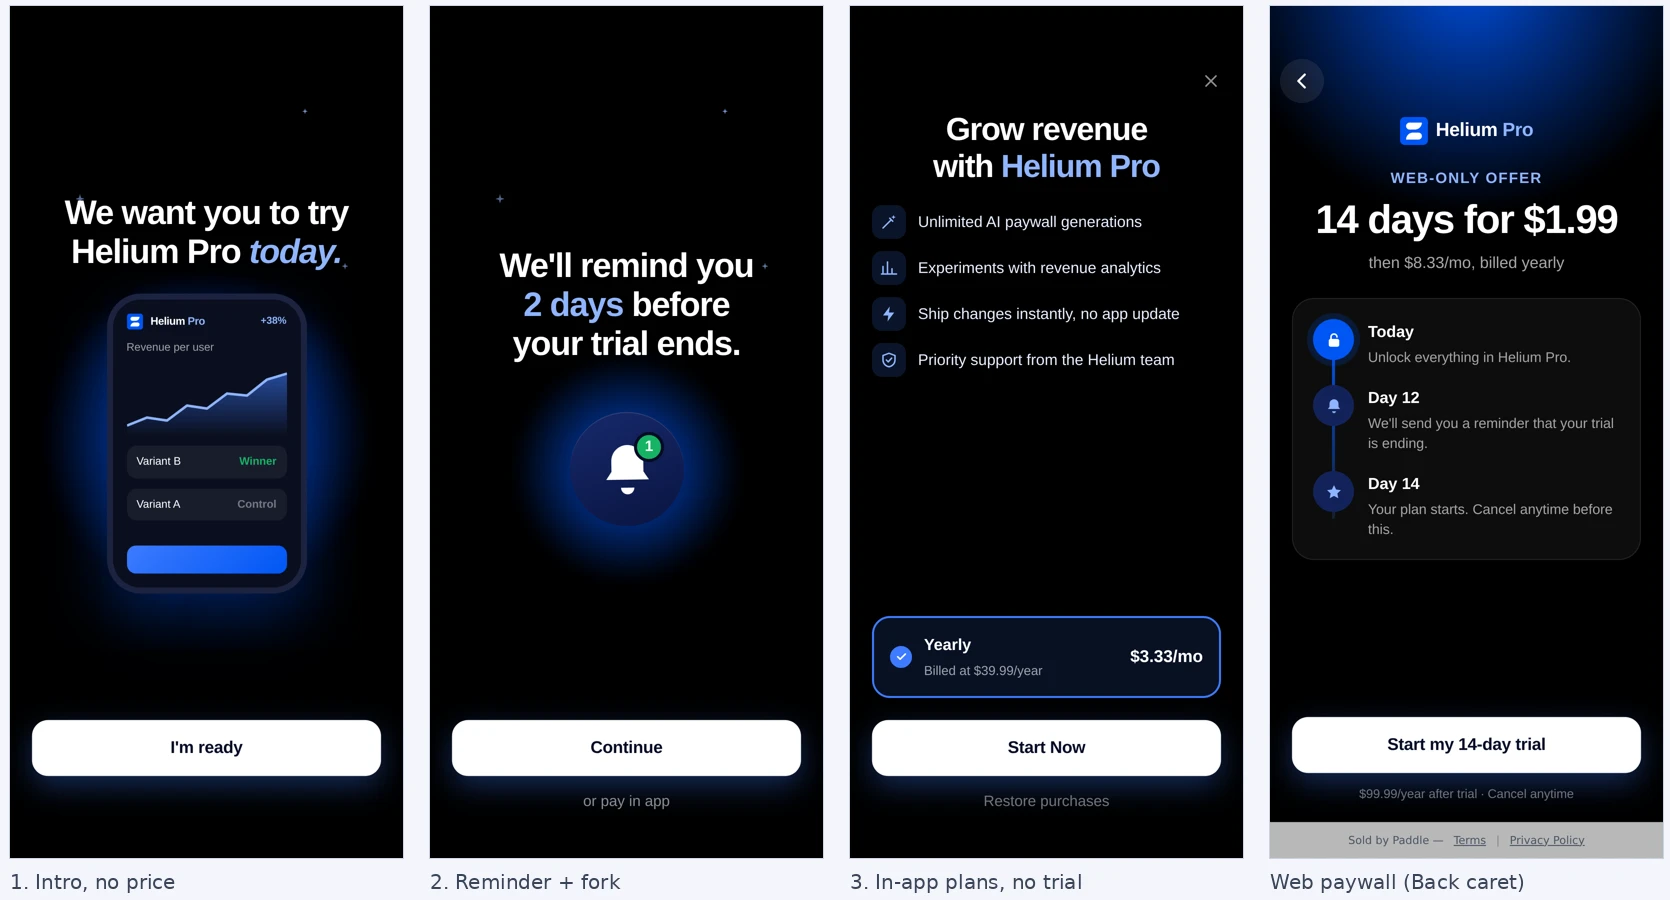 We want you to try
Helium Pro today.
Helium Pro
+38%
Revenue per user
Variant B
Winner
Variant A
Control
I'm ready
1. Intro, no price
We'll remind you
2 days before
your trial ends.
1
Continue
or pay in app
2. Reminder + fork
Grow revenue
with Helium Pro
Unlimited AI paywall generations
Experiments with revenue analytics
Ship changes instantly, no app update
Priority support from the Helium team
Yearly
Billed at $39.99/year
$3.33/mo
Start Now
Restore purchases
3. In-app plans, no trial
Helium Pro
WEB-ONLY OFFER
14 days for $1.99
then $8.33/mo, billed yearly
Today
Unlock everything in Helium Pro.
Day 12
We'll send you a reminder that your trial
is ending.
Day 14
Your plan starts. Cancel anytime before
this.
Start my 14-day trial
$99.99/year after trial · Cancel anytime
Sold by Paddle — Terms | Privacy Policy
Web paywall (Back caret)